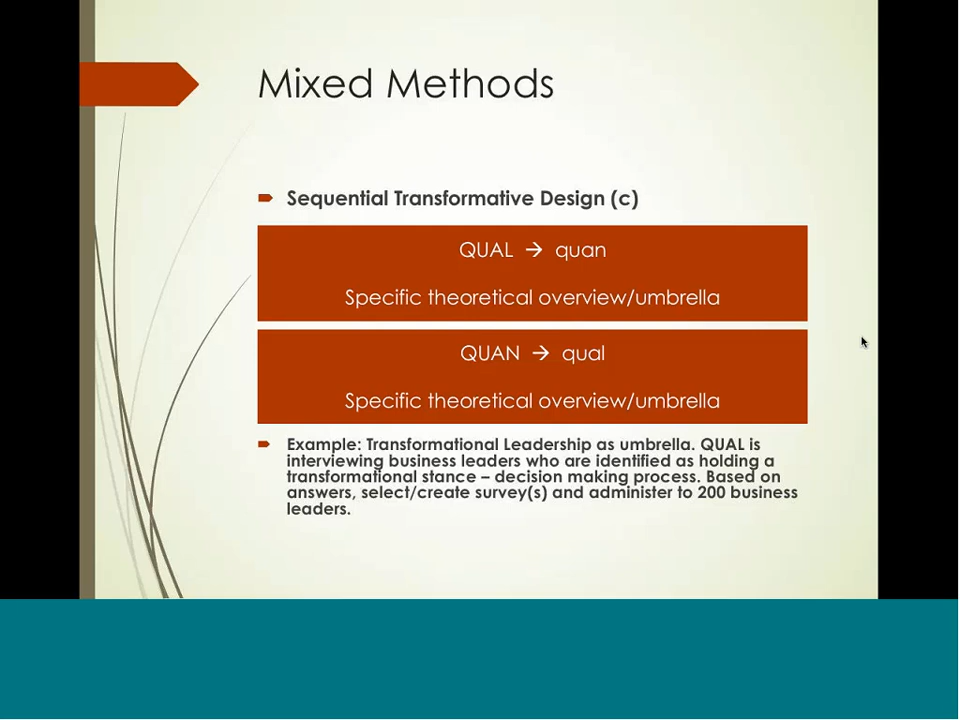 Mixed Methods
Sequential Transformative Design (c)
QUAL → quan
Specific theoretical overview/umbrella
QUAN → qual
Specific theoretical overview/umbrella
Example: Transformational Leadership as umbrella. QUAL is
interviewing business leaders who are identified as holding a
transformational stance – decision making process. Based on
answers, select/create survey(s) and administer to 200 business
leaders.